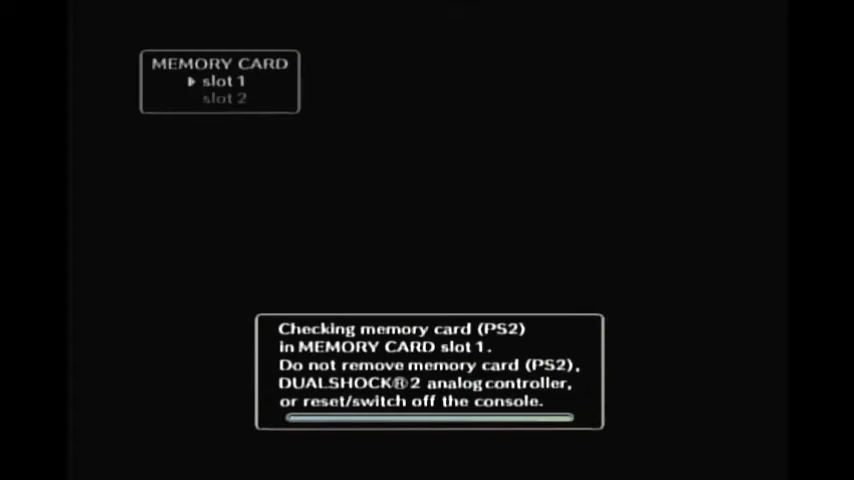 MEMORY CARD
slot 1
slot 2
Checking memory card (PS2)
in MEMORY CARD slot 1.
Do not remove memory card (PS2),
DUALSHOCK®2 analog controller,
or reset/switch off the console.